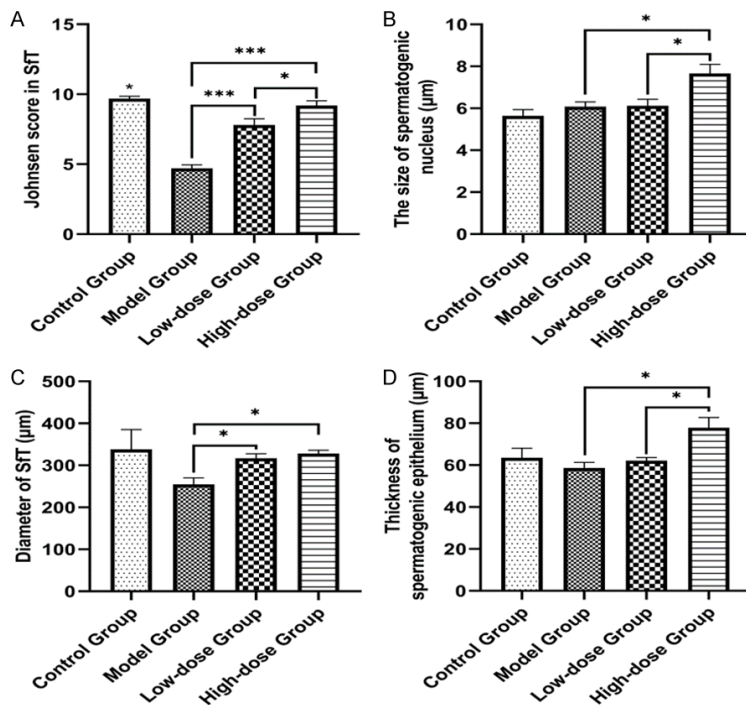 A
Johnsen score in SfT
15
10
5
0
*
***
***
*
Control Group
Model Group
Low-dose Group
High-dose Group
B
The size of spermatogenic
nucleus (μm)
10
8
6
4
2
0
*
*
Control Group
Model Group
Low-dose Group
High-dose Group
C
Diameter of SfT (μm)
500
400
300
200
100
0
*
*
Control Group
Model Group
Low-dose Group
High-dose Group
D
Thickness of
spermatogenic epithelium (μm)
100
80
60
40
20
0
*
*
Control Group
Model Group
Low-dose Group
High-dose Group